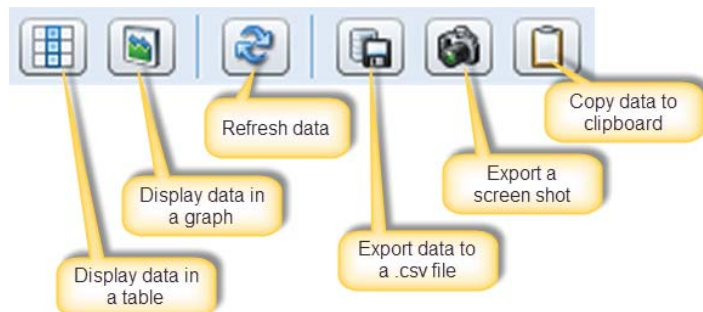 Copy data to
clipboard
Refresh data
Export a
screen shot
Display data in
a graph
Export data to
a .csv file
Display data in
a table